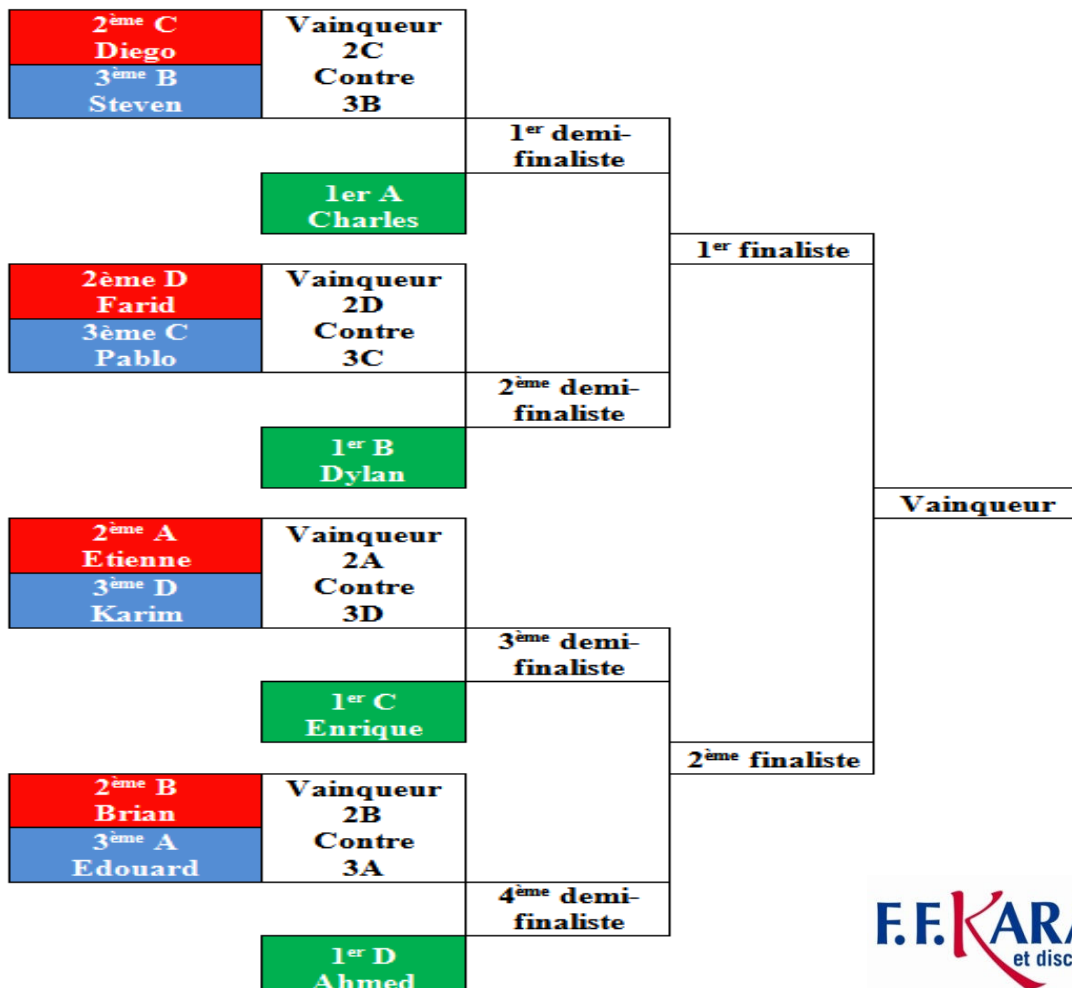 2ème C
Diego
3ème B
Steven
Vainqueur
2C
Contre
3B
1er demi-
finaliste
1er A
Charles
1er finaliste
2ème D
Farid
3ème C
Pablo
Vainqueur
2D
Contre
3C
2ème demi-
finaliste
1er B
Dylan
Vainqueur
2ème A
Etienne
3ème D
Karim
Vainqueur
2A
Contre
3D
3ème demi-
finaliste
1er C
Enrique
2ème finaliste
2ème B
Brian
3ème A
Edouard
Vainqueur
2B
Contre
3A
4ème demi-
finaliste
1er D
Ahmed
F.F.KARA
et disc